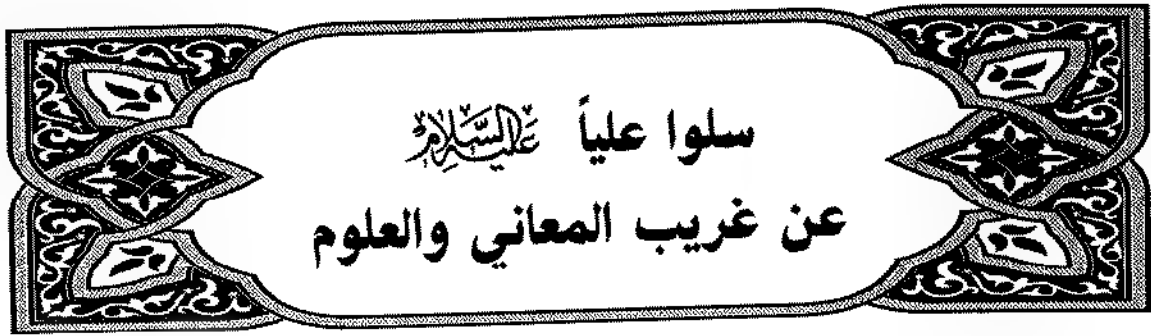 سلوا علياً عليه السلام
عن غريب المعاني والعلوم